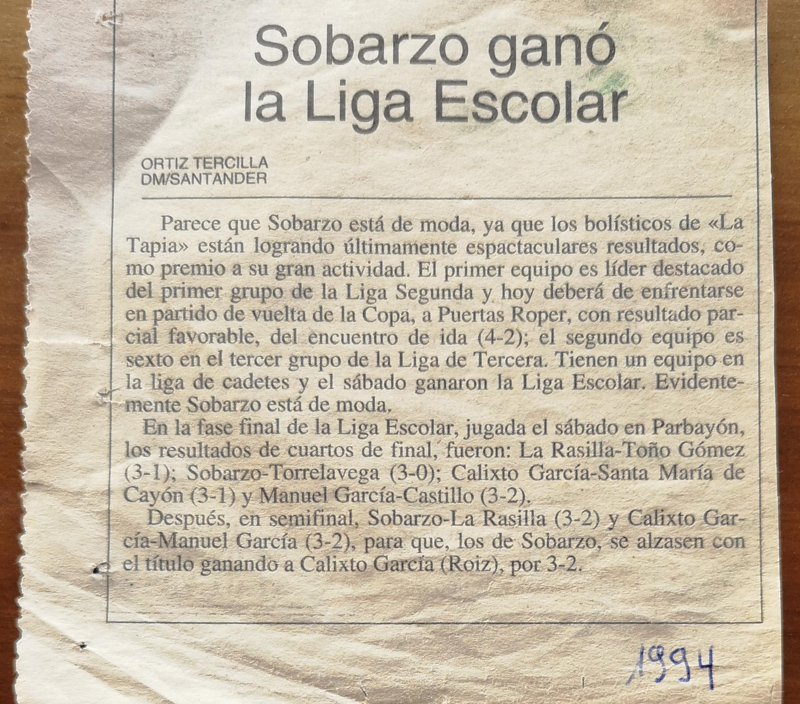 Sobarzo ganó
la Liga Escolar
ORTIZ TERCILLA
DM/SANTANDER
Parece que Sobarzo está de moda, ya que los bolísticos de «La
Tapia» están logrando últimamente espactaculares resultados, co-
mo premio a su gran actividad. El primer equipo es líder destacado
del primer grupo de la Liga Segunda y hoy deberá de enfrentarse
en partido de vuelta de la Copa, a Puertas Roper, con resultado par-
cial favorable, del encuentro de ida (4-2); el segundo equipo es
sexto en el tercer grupo de la Liga de Tercera. Tienen un equipo en
la liga de cadetes y el sábado ganaron la Liga Escolar. Evidente-
mente Sobarzo está de moda.
En la fase final de la Liga Escolar, jugada el sábado en Parbayón,
los resultados de cuartos de final, fueron: La Rasilla-Toño Gómez
(3-1); Sobarzo-Torrelavega (3-0); Calixto García-Santa María de
Cayón (3-1) y Manuel García-Castillo (3-2).
Después, en semifinal, Sobarzo-La Rasilla (3-2) y Calixto Gar-
cía-Manuel García (3-2), para que, los de Sobarzo, se alzasen con
el título ganando a Calixto García (Roiz), por 3-2.
1994